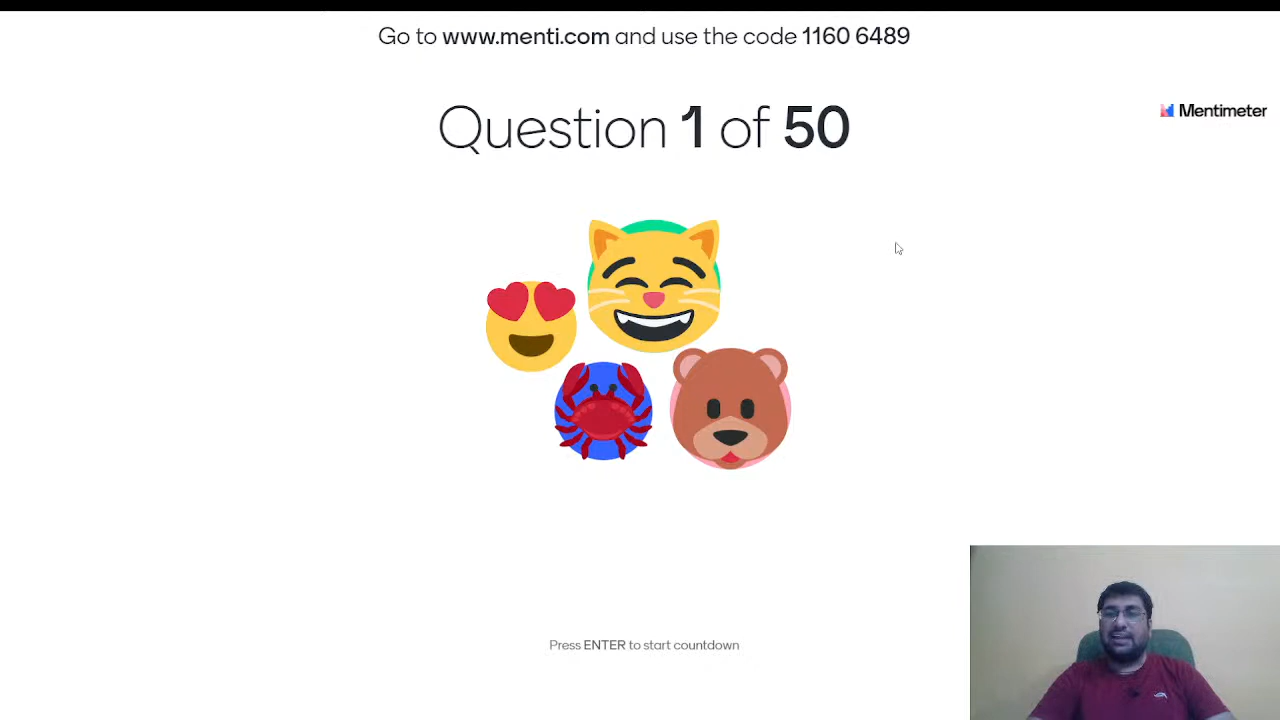 Go to www.menti.com and use the code 1160 6489
Mentimeter
Question 1 of 50
Press ENTER to start countdown